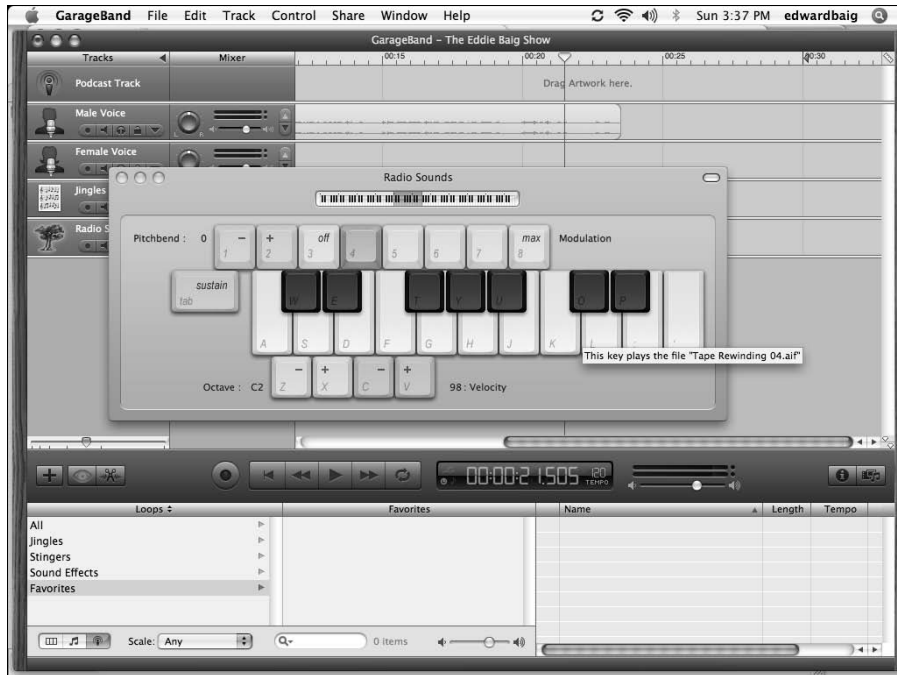 GarageBand File Edit Track Control Share Window Help Sun 3:37 PM edwardbaig
GarageBand – The Eddie Baig Show
Tracks Mixer 00:15 00:20 00:25 00:30
Podcast Track Drag Artwork here.
Male Voice
Female Voice
Radio Sounds
Jingles
Radio S
Pitchbend : 0 – + off max Modulation
1 2 3 4 5 6 7 8
sustain
tab
W E T Y U O P
A S D F G H J K L ; '
This key plays the file "Tape Rewinding 04.aif"
– + – +
Octave : C2 Z X C V 98 : Velocity
00:00:21.505 120
TEMPO
Loops Favorites Name Length Tempo
All
Jingles
Stingers
Sound Effects
Favorites
Scale: Any 0 items